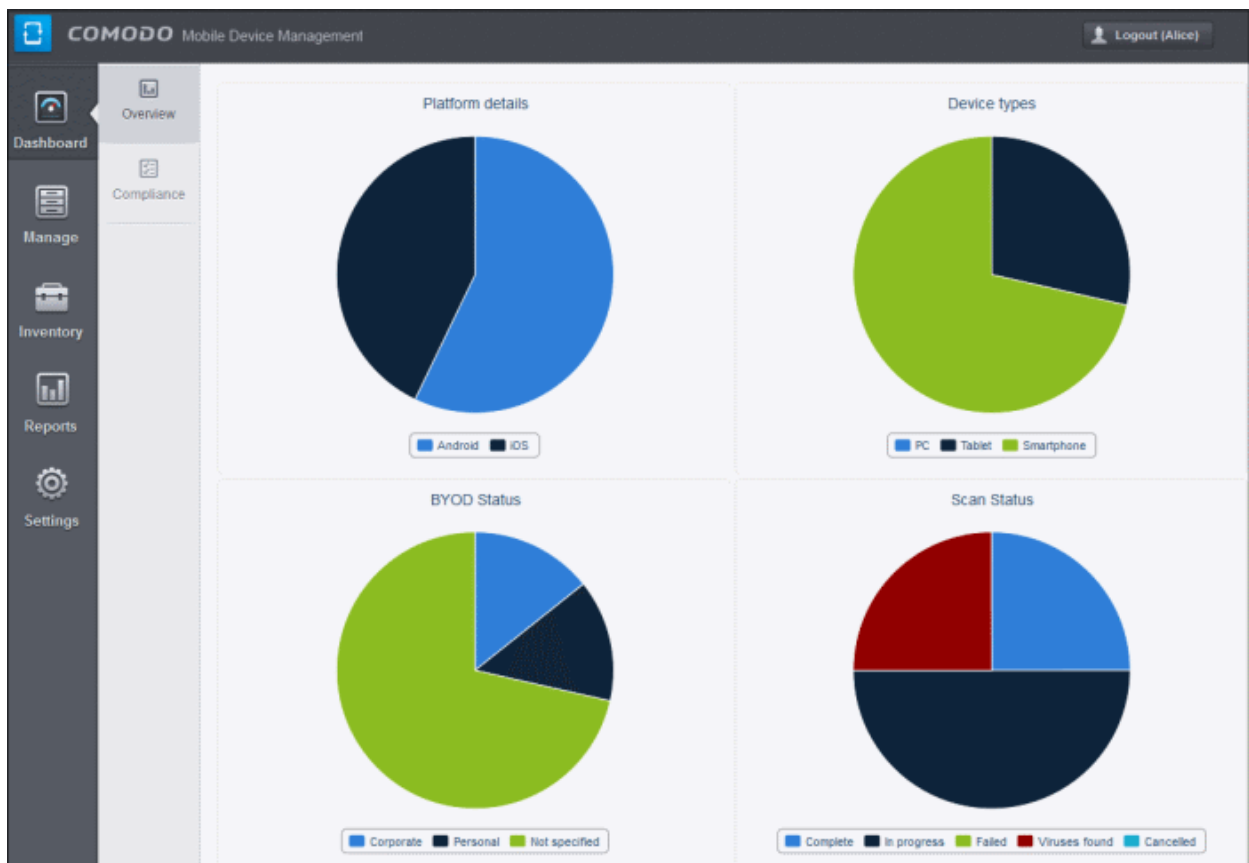 COMODO Mobile Device Management
Logout (Alice)
Dashboard
Manage
Inventory
Reports
Settings
Overview
Compliance
Platform details
Android iOS
Device types
PC Tablet Smartphone
BYOD Status
Corporate Personal Not specified
Scan Status
Complete In progress Failed Viruses found Cancelled